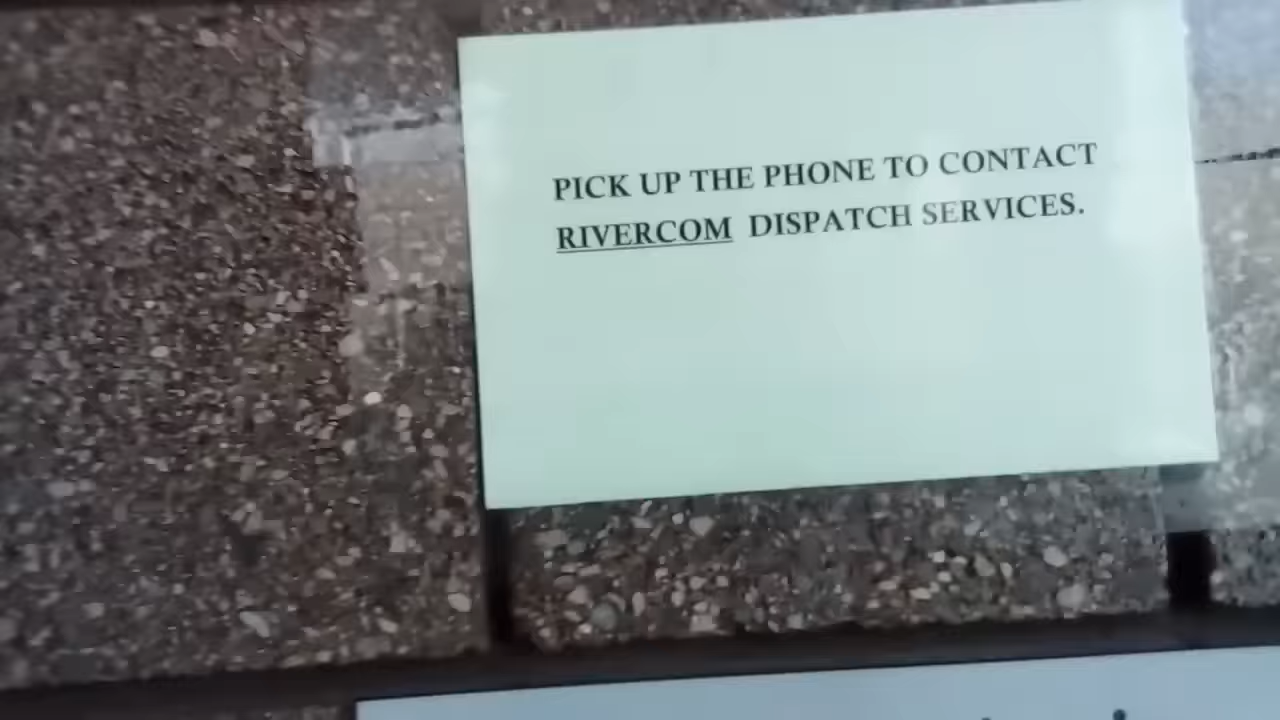 PICK UP THE PHONE TO CONTACT
RIVERCOM DISPATCH SERVICES.